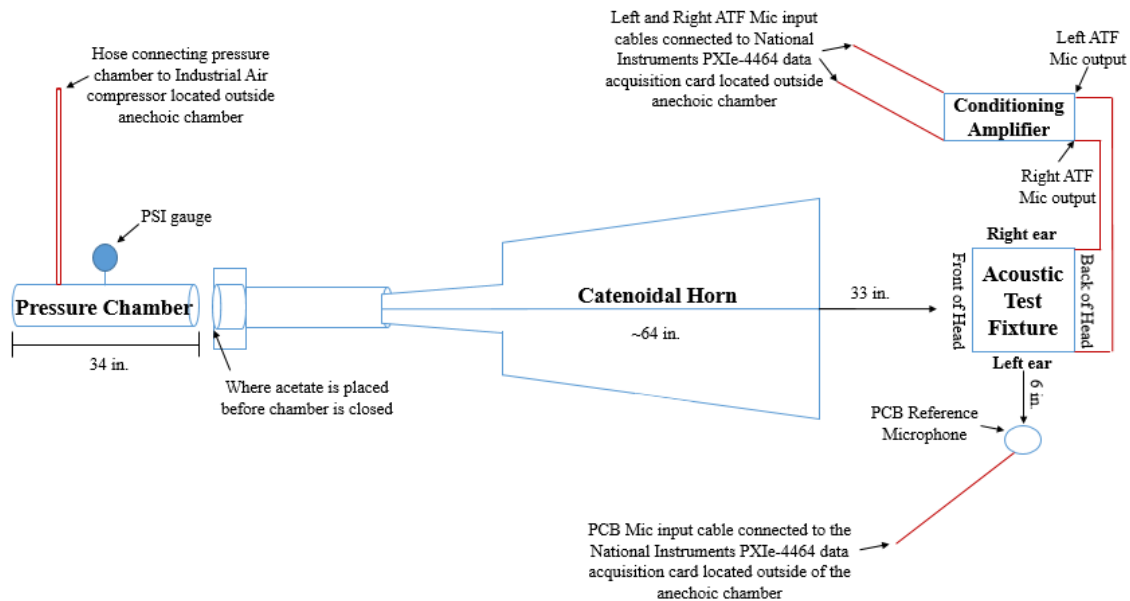 Hose connecting pressure
chamber to Industrial Air
compressor located outside
anechoic chamber
PSI gauge
Pressure Chamber
34 in.
Where acetate is placed
before chamber is closed
Catenoidal Horn
~64 in.
33 in.
Left and Right ATF Mic input
cables connected to National
Instruments PXIe-4464 data
acquisition card located outside
anechoic chamber
Conditioning
Amplifier
Left ATF
Mic output
Right ATF
Mic output
Right ear
Front of Head
Acoustic
Test
Fixture
Back of Head
Left ear
6 in.
PCB Reference
Microphone
PCB Mic input cable connected to the
National Instruments PXIe-4464 data
acquisition card located outside of the
anechoic chamber